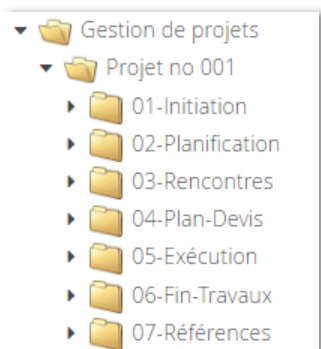 Gestion de projets
Projet no 001
01-Initiation
02-Planification
03-Rencontres
04-Plan-Devis
05-Exécution
06-Fin-Travaux
07-Références